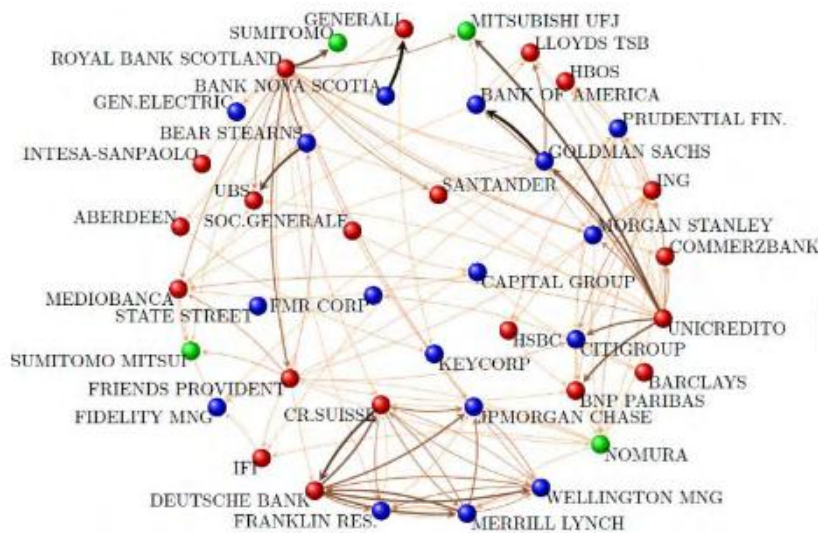 GENERALI
MITSUBISHI UFJ
SUMITOMO
LLOYDS TSB
ROYAL BANK SCOTLAND
HBOS
BANK NOVA SCOTIA
BANK OF AMERICA
GEN.ELECTRIC
PRUDENTIAL FIN.
BEAR STEARNS
GOLDMAN SACHS
INTESA-SANPAOLO
ING
UBS
SANTANDER
ABERDEEN
SOC.GENERALE
MORGAN STANLEY
COMMERZBANK
CAPITAL GROUP
MEDIOBANCA
STATE STREET
FMR CORP
UNICREDITO
HSBC
CITIGROUP
SUMITOMO MITSUI
KEYCORP
BARCLAYS
FRIENDS PROVIDENT
BNP PARIBAS
FIDELITY MNG
CR.SUISSE
JPMORGAN CHASE
NOMURA
IFI
DEUTSCHE BANK
WELLINGTON MNG
FRANKLIN RES.
MERRILL LYNCH